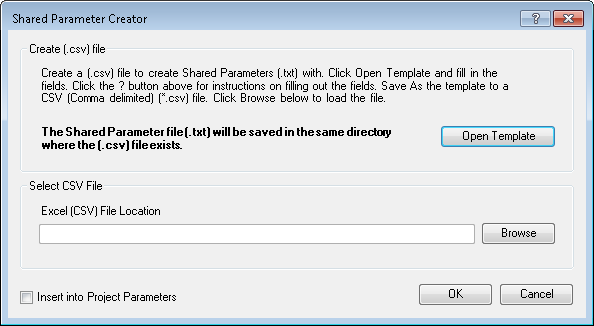 Shared Parameter Creator
?
Create (.csv) file
Create a (.csv) file to create Shared Parameters (.txt) with. Click Open Template and fill in the
fields. Click the ? button above for instructions on filling out the fields. Save As the template to a
CSV (Comma delimited) (*.csv) file. Click Browse below to load the file.
The Shared Parameter file (.txt) will be saved in the same directory
where the (.csv) file exists.
Open Template
Select CSV File
Excel (CSV) File Location
Browse
Insert into Project Parameters
OK
Cancel